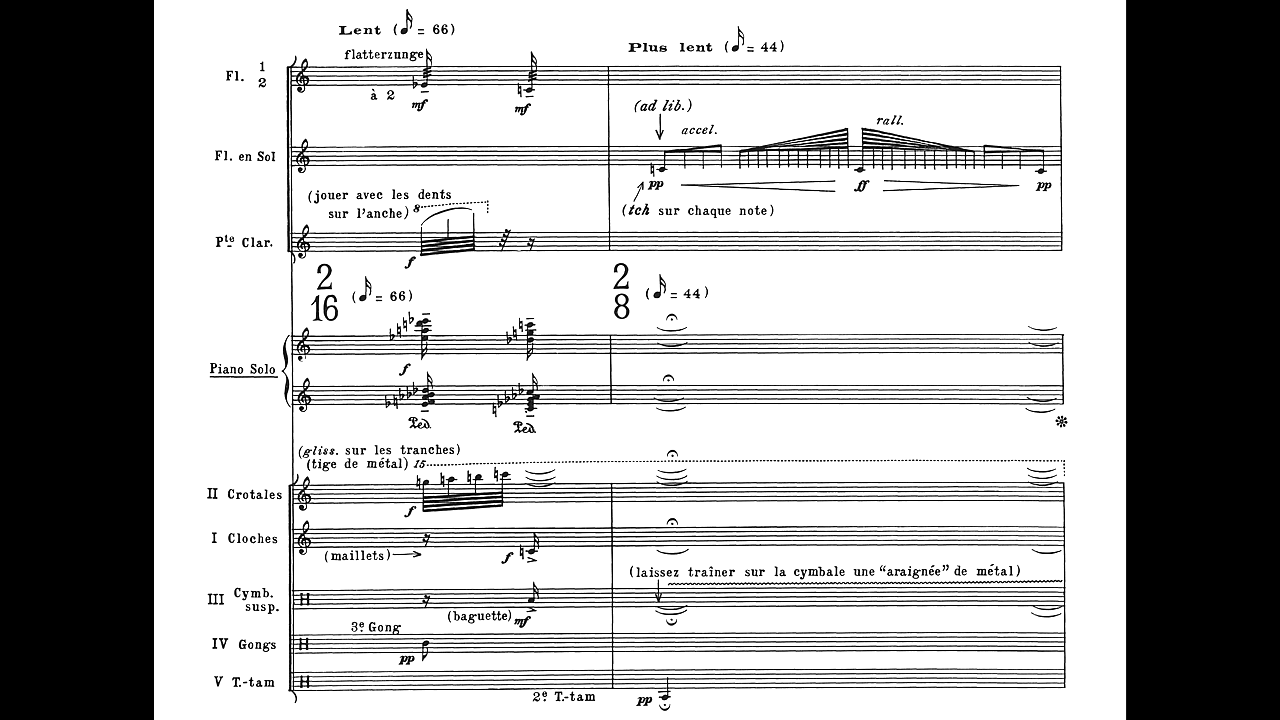 Lent (𝅘𝅥𝅯 = 66)
flatterzunge
Fl. 1
2
à 2
mf
mf
Plus lent (𝅘𝅥𝅯 = 44)
(ad lib.)
accel.
rall.
Fl. en Sol
pp
ff
pp
(tch sur chaque note)
(jouer avec les dents
sur l'anche)
8
Pte Clar.
f
2
16
(𝅘𝅥𝅯 = 66)
2
8
(𝅘𝅥𝅯 = 44)
Piano Solo
f
Ped.
Ped.
(gliss. sur les tranches)
(tige de métal)
15
II Crotales
f
I Cloches
(maillets)
f
(laissez traîner sur la cymbale une "araignée" de métal)
III Cymb.
susp.
(baguette)
mf
3e Gong
IV Gongs
pp
V T.-tam
2e T.-tam
pp